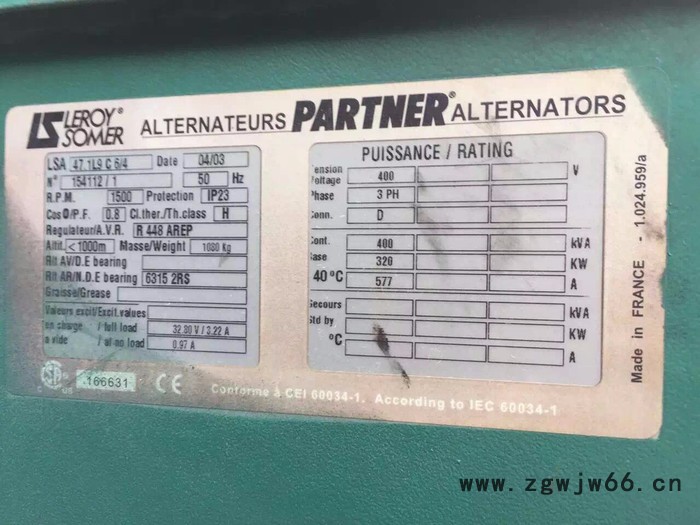 LS LEROY® SOMER ALTERNATEURS PARTNER® ALTERNATORS
LSA 47.1L9 C 6/4 Date 04/03
N° 154112 / 1 50 Hz
R.P.M. 1500 Protection IP23
Cos Ø/P.F. 0.8 Cl.ther./Th.class H
Regulateur/A.V.R. R 448 AREP
Altit. < 1000m Masse/Weight 1080 Kg
Rlt AV/D.E bearing
Rlt AR/N.D.E bearing 6315 2RS
Graisse/Grease
Valeurs excit/Excit.values
en charge / full load 32.80 V / 3.22 A
a vide / at no load 0.97 A
166631 CE
PUISSANCE / RATING
Tension
Voltage 400 V
Phase 3 PH
Conn. D
Cont. 400 kVA
Base 320 KW
40 °C 577 A
Secours kVA
Std by KW
°C A
Conforme à CEI 60034-1. According to IEC 60034-1
Made in FRANCE - 1.024.959/a
www.zgwjw66.cn